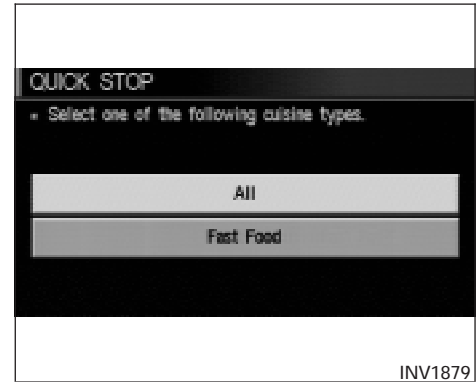 QUICK STOP
▪ Select one of the following cuisine types.
All
Fast Food
INV1879